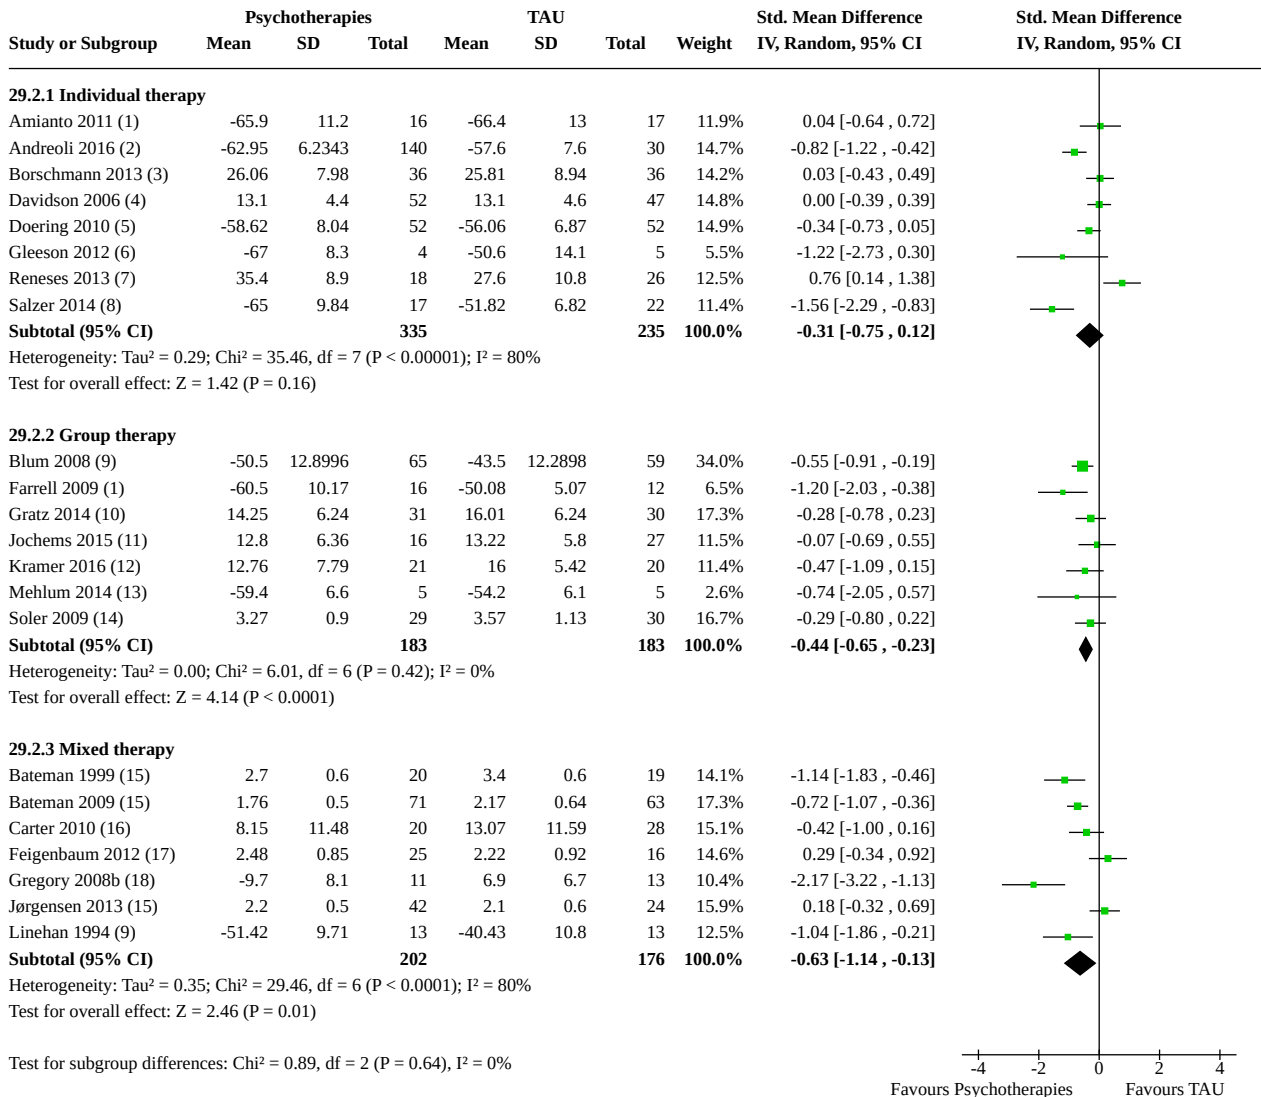 Psychotherapies TAU Std. Mean Difference Std. Mean Difference
Study or Subgroup Mean SD Total Mean SD Total Weight IV, Random, 95% CI IV, Random, 95% CI
29.2.1 Individual therapy
Amianto 2011 (1) -65.9 11.2 16 -66.4 13 17 11.9% 0.04 [-0.64 , 0.72]
Andreoli 2016 (2) -62.95 6.2343 140 -57.6 7.6 30 14.7% -0.82 [-1.22 , -0.42]
Borschmann 2013 (3) 26.06 7.98 36 25.81 8.94 36 14.2% 0.03 [-0.43 , 0.49]
Davidson 2006 (4) 13.1 4.4 52 13.1 4.6 47 14.8% 0.00 [-0.39 , 0.39]
Doering 2010 (5) -58.62 8.04 52 -56.06 6.87 52 14.9% -0.34 [-0.73 , 0.05]
Gleeson 2012 (6) -67 8.3 4 -50.6 14.1 5 5.5% -1.22 [-2.73 , 0.30]
Reneses 2013 (7) 35.4 8.9 18 27.6 10.8 26 12.5% 0.76 [0.14 , 1.38]
Salzer 2014 (8) -65 9.84 17 -51.82 6.82 22 11.4% -1.56 [-2.29 , -0.83]
Subtotal (95% CI) 335 235 100.0% -0.31 [-0.75 , 0.12]
Heterogeneity: Tau² = 0.29; Chi² = 35.46, df = 7 (P < 0.00001); I² = 80%
Test for overall effect: Z = 1.42 (P = 0.16)
29.2.2 Group therapy
Blum 2008 (9) -50.5 12.8996 65 -43.5 12.2898 59 34.0% -0.55 [-0.91 , -0.19]
Farrell 2009 (1) -60.5 10.17 16 -50.08 5.07 12 6.5% -1.20 [-2.03 , -0.38]
Gratz 2014 (10) 14.25 6.24 31 16.01 6.24 30 17.3% -0.28 [-0.78 , 0.23]
Jochems 2015 (11) 12.8 6.36 16 13.22 5.8 27 11.5% -0.07 [-0.69 , 0.55]
Kramer 2016 (12) 12.76 7.79 21 16 5.42 20 11.4% -0.47 [-1.09 , 0.15]
Mehlum 2014 (13) -59.4 6.6 5 -54.2 6.1 5 2.6% -0.74 [-2.05 , 0.57]
Soler 2009 (14) 3.27 0.9 29 3.57 1.13 30 16.7% -0.29 [-0.80 , 0.22]
Subtotal (95% CI) 183 183 100.0% -0.44 [-0.65 , -0.23]
Heterogeneity: Tau² = 0.00; Chi² = 6.01, df = 6 (P = 0.42); I² = 0%
Test for overall effect: Z = 4.14 (P < 0.0001)
29.2.3 Mixed therapy
Bateman 1999 (15) 2.7 0.6 20 3.4 0.6 19 14.1% -1.14 [-1.83 , -0.46]
Bateman 2009 (15) 1.76 0.5 71 2.17 0.64 63 17.3% -0.72 [-1.07 , -0.36]
Carter 2010 (16) 8.15 11.48 20 13.07 11.59 28 15.1% -0.42 [-1.00 , 0.16]
Feigenbaum 2012 (17) 2.48 0.85 25 2.22 0.92 16 14.6% 0.29 [-0.34 , 0.92]
Gregory 2008b (18) -9.7 8.1 11 6.9 6.7 13 10.4% -2.17 [-3.22 , -1.13]
Jørgensen 2013 (15) 2.2 0.5 42 2.1 0.6 24 15.9% 0.18 [-0.32 , 0.69]
Linehan 1994 (9) -51.42 9.71 13 -40.43 10.8 13 12.5% -1.04 [-1.86 , -0.21]
Subtotal (95% CI) 202 176 100.0% -0.63 [-1.14 , -0.13]
Heterogeneity: Tau² = 0.35; Chi² = 29.46, df = 6 (P < 0.0001); I² = 80%
Test for overall effect: Z = 2.46 (P = 0.01)
Test for subgroup differences: Chi² = 0.89, df = 2 (P = 0.64), I² = 0%
-4 -2 0 2 4
Favours Psychotherapies Favours TAU